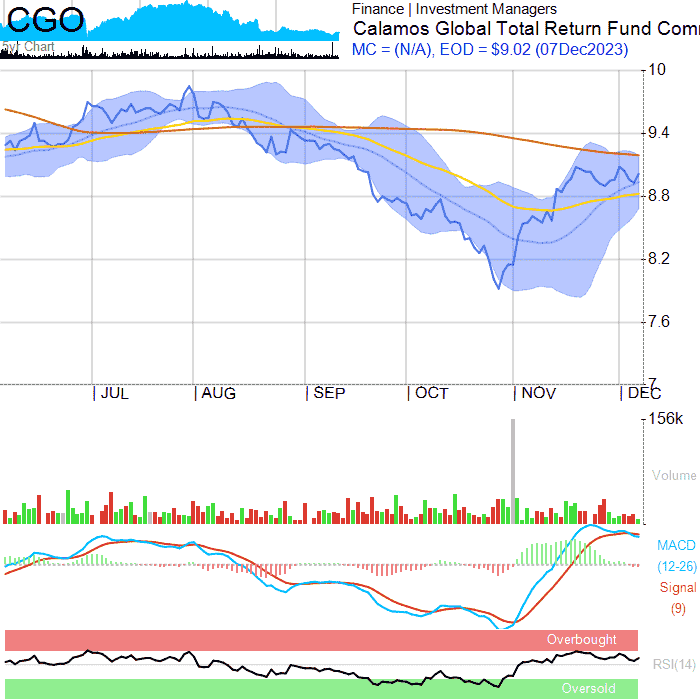 CGO
5yr Chart
Finance | Investment Managers
Calamos Global Total Return Fund Com
MC = (N/A), EOD = $9.02 (07Dec2023)
10
9.4
8.8
8.2
7.6
7
JUL AUG SEP OCT NOV DEC
156k
Volume
MACD
(12-26)
Signal
(9)
Overbought
RSI(14)
Oversold